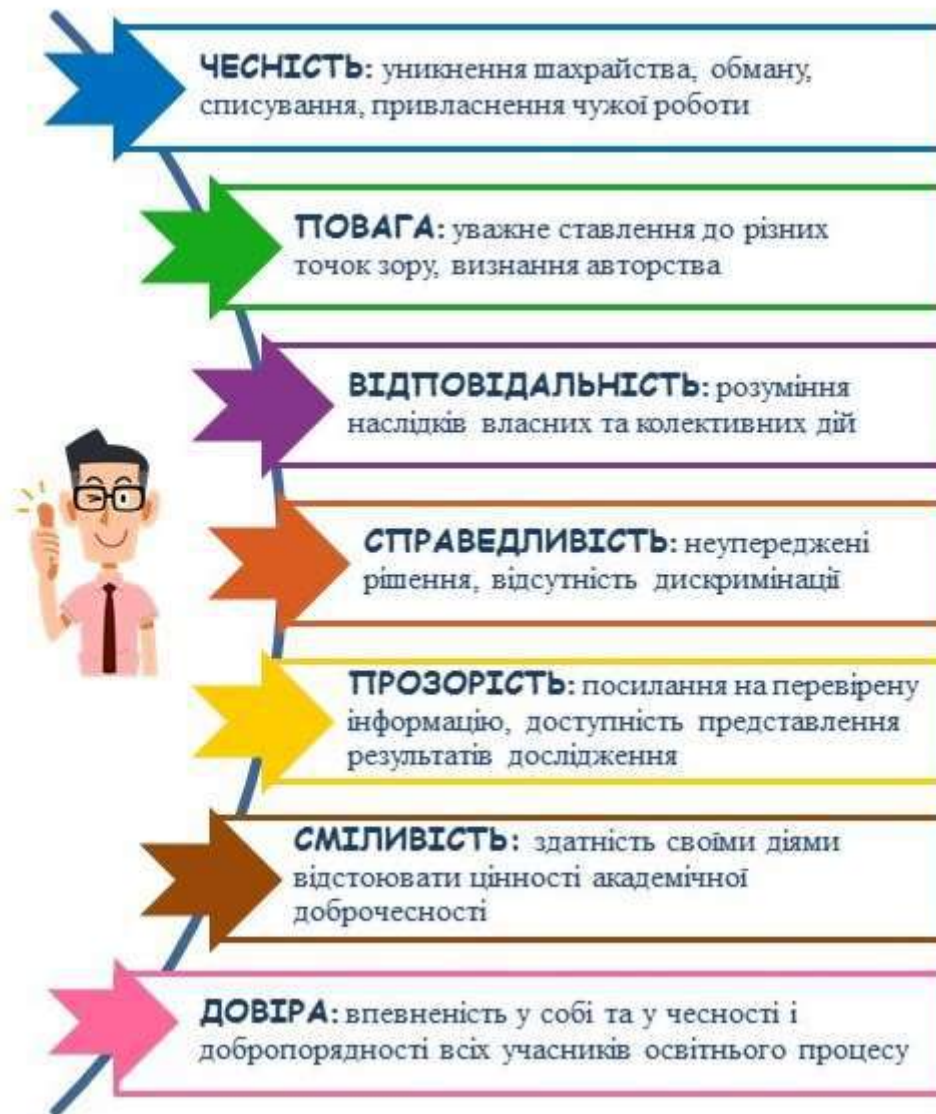 ЧЕСНІСТЬ: уникнення шахрайства, обману,
списування, привласнення чужої роботи
ПОВАГА: уважне ставлення до різних
точок зору, визнання авторства
ВІДПОВІДАЛЬНІСТЬ: розуміння
наслідків власних та колективних дій
СПРАВЕДЛИВІСТЬ: неупереджені
рішення, відсутність дискримінації
ПРОЗОРІСТЬ: посилання на перевірену
інформацію, доступність представлення
результатів дослідження
СМІЛИВІСТЬ: здатність своїми діями
відстоювати цінності академічної
доброчесності
ДОВІРА: впевненість у собі та у чесності і
добропорядності всіх учасників освітнього процесу